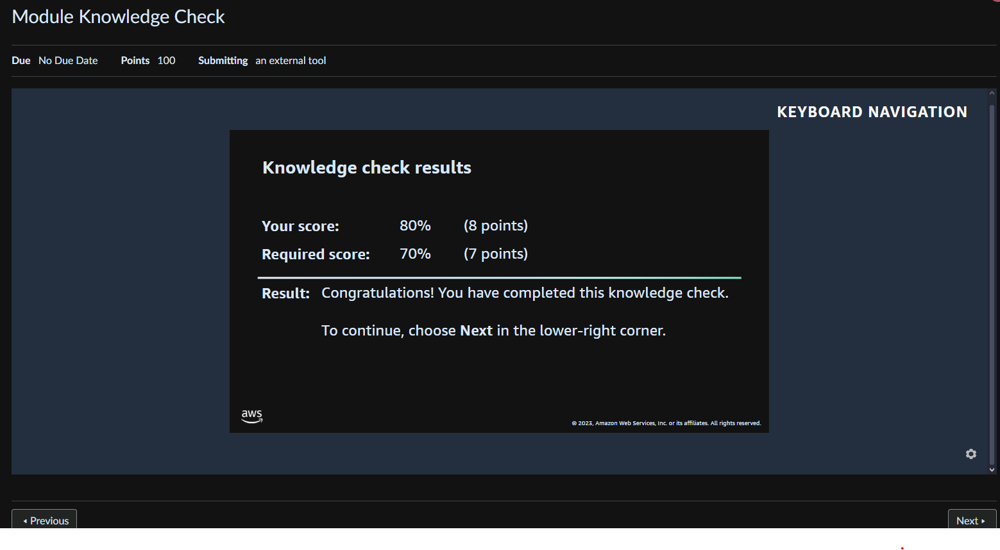 Module Knowledge Check
Due No Due Date Points 100 Submitting an external tool
KEYBOARD NAVIGATION
Knowledge check results
Your score: 80% (8 points)
Required score: 70% (7 points)
Result: Congratulations! You have completed this knowledge check.
To continue, choose Next in the lower-right corner.
aws
© 2023, Amazon Web Services, Inc. or its affiliates. All rights reserved.
◂ Previous Next ▸